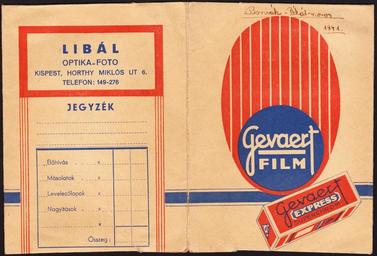 LIBÁL
OPTIKA-FOTO
KISPEST, HORTHY MIKLÓS UT 6.
TELEFON: 149-276
JEGYZÉK
Előhívás x
Másolatok x
Levelezőlapok x
Nagyítások x
x
Összeg:
1941.
Gevaert
FILM
Gevaert
EXPRESS